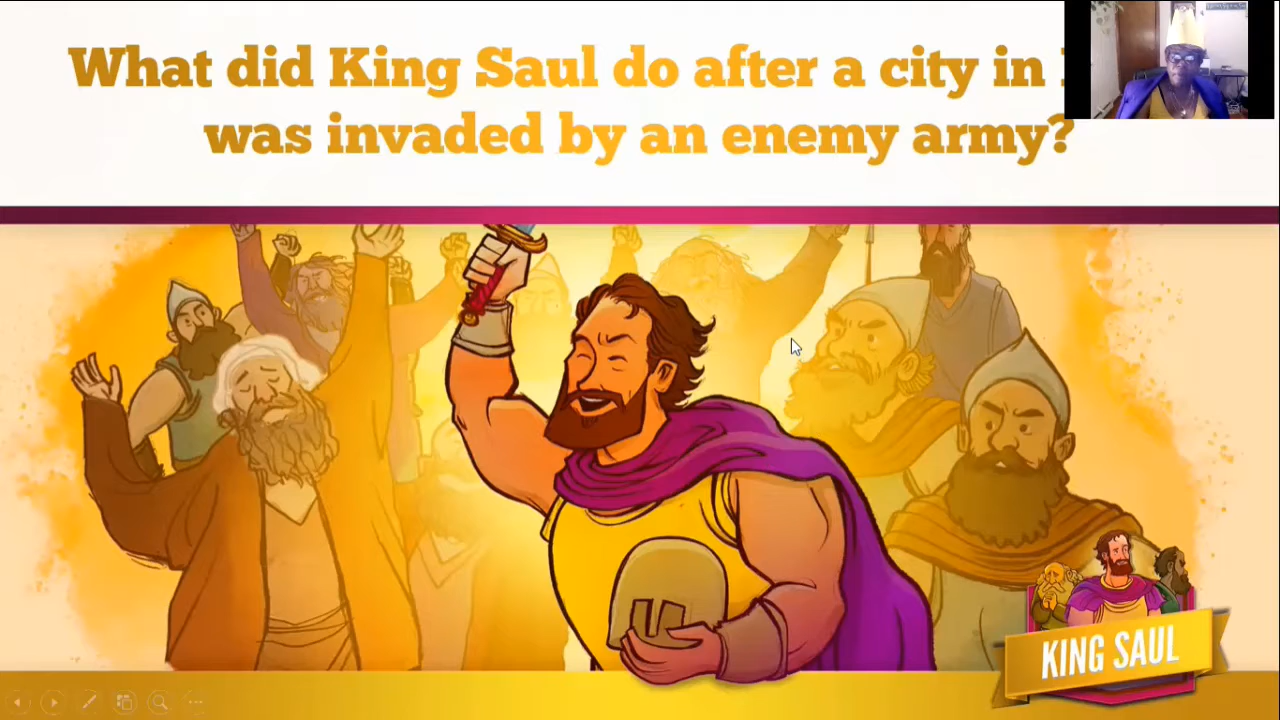 What did King Saul do after a city in
was invaded by an enemy army?
KING SAUL